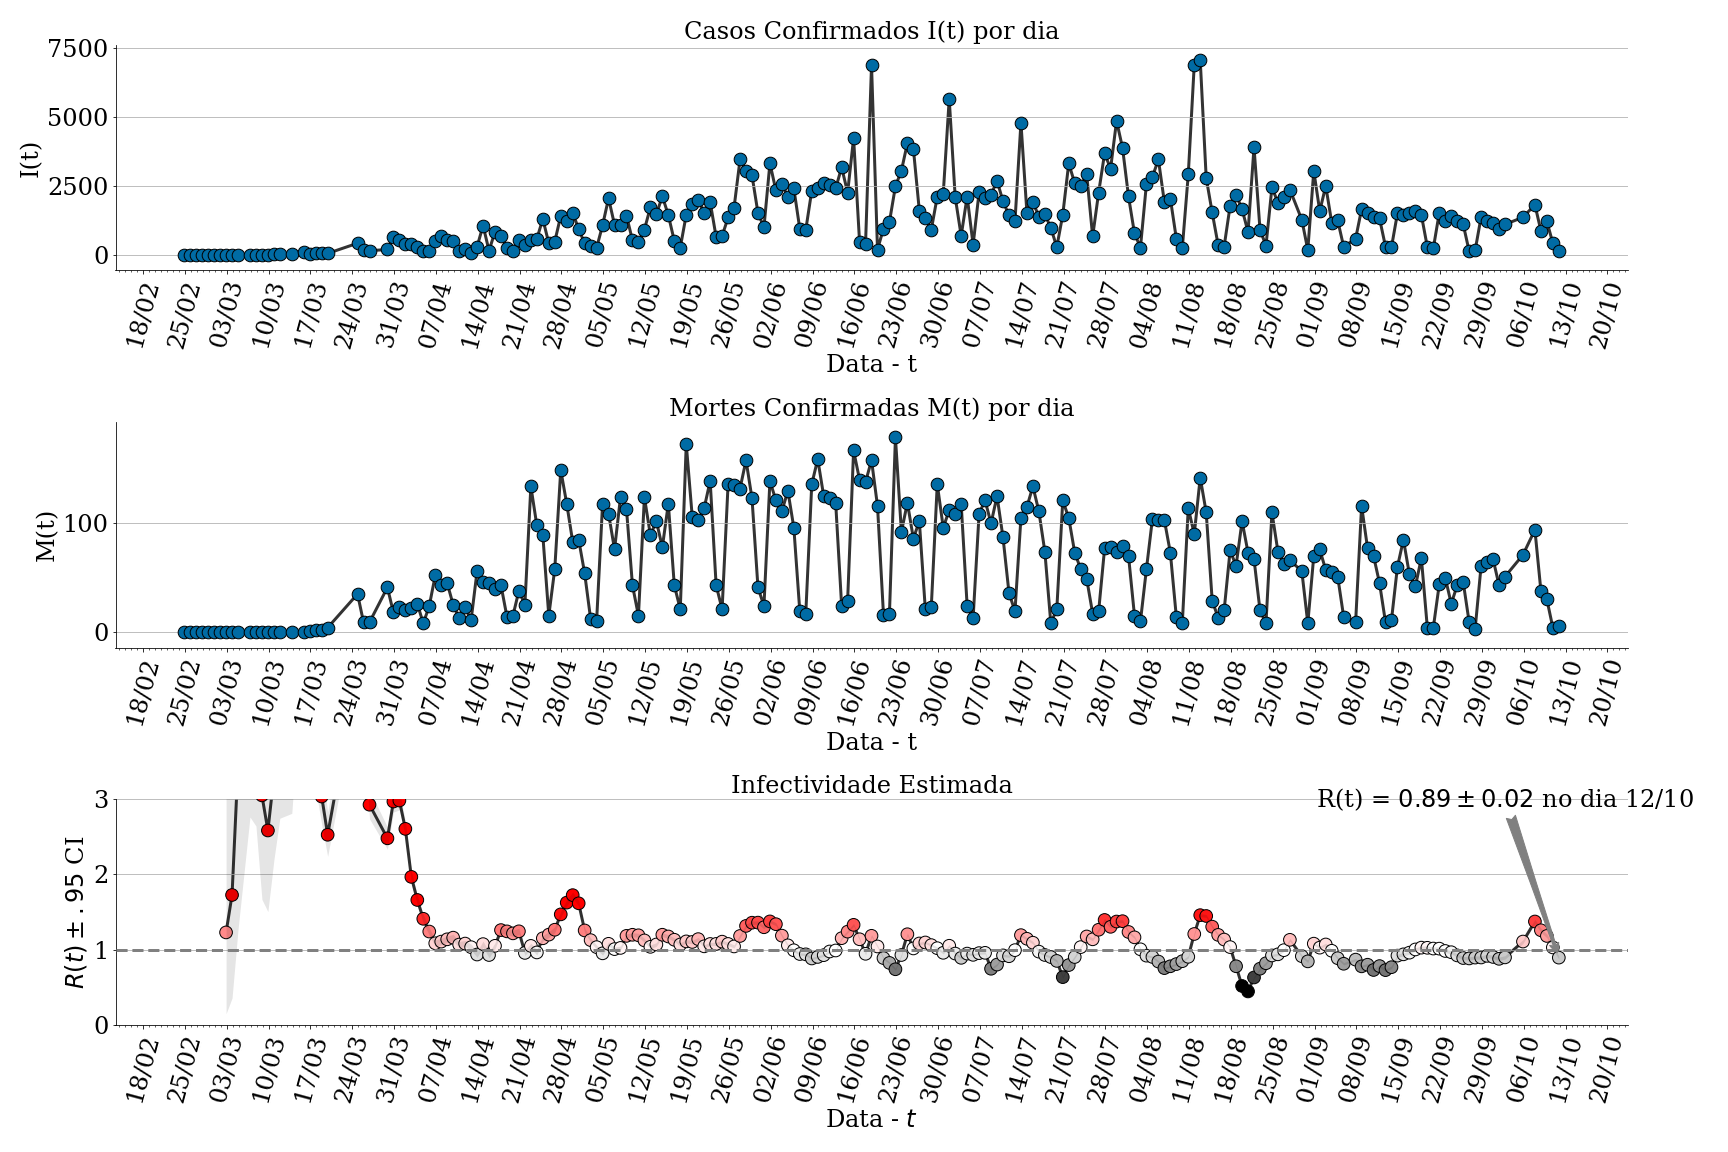 Casos Confirmados I(t) por dia
7500
5000
2500
0
I(t)
18/02 25/02 03/03 10/03 17/03 24/03 31/03 07/04 14/04 21/04 28/04 05/05 12/05 19/05 26/05 02/06 09/06 16/06 23/06 30/06 07/07 14/07 21/07 28/07 04/08 11/08 18/08 25/08 01/09 08/09 15/09 22/09 29/09 06/10 13/10 20/10
Data - t
Mortes Confirmadas M(t) por dia
100
0
M(t)
18/02 25/02 03/03 10/03 17/03 24/03 31/03 07/04 14/04 21/04 28/04 05/05 12/05 19/05 26/05 02/06 09/06 16/06 23/06 30/06 07/07 14/07 21/07 28/07 04/08 11/08 18/08 25/08 01/09 08/09 15/09 22/09 29/09 06/10 13/10 20/10
Data - t
Infectividade Estimada
R(t) = 0.89 ± 0.02 no dia 12/10
3
2
1
0
R(t) ± .95 CI
18/02 25/02 03/03 10/03 17/03 24/03 31/03 07/04 14/04 21/04 28/04 05/05 12/05 19/05 26/05 02/06 09/06 16/06 23/06 30/06 07/07 14/07 21/07 28/07 04/08 11/08 18/08 25/08 01/09 08/09 15/09 22/09 29/09 06/10 13/10 20/10
Data - t